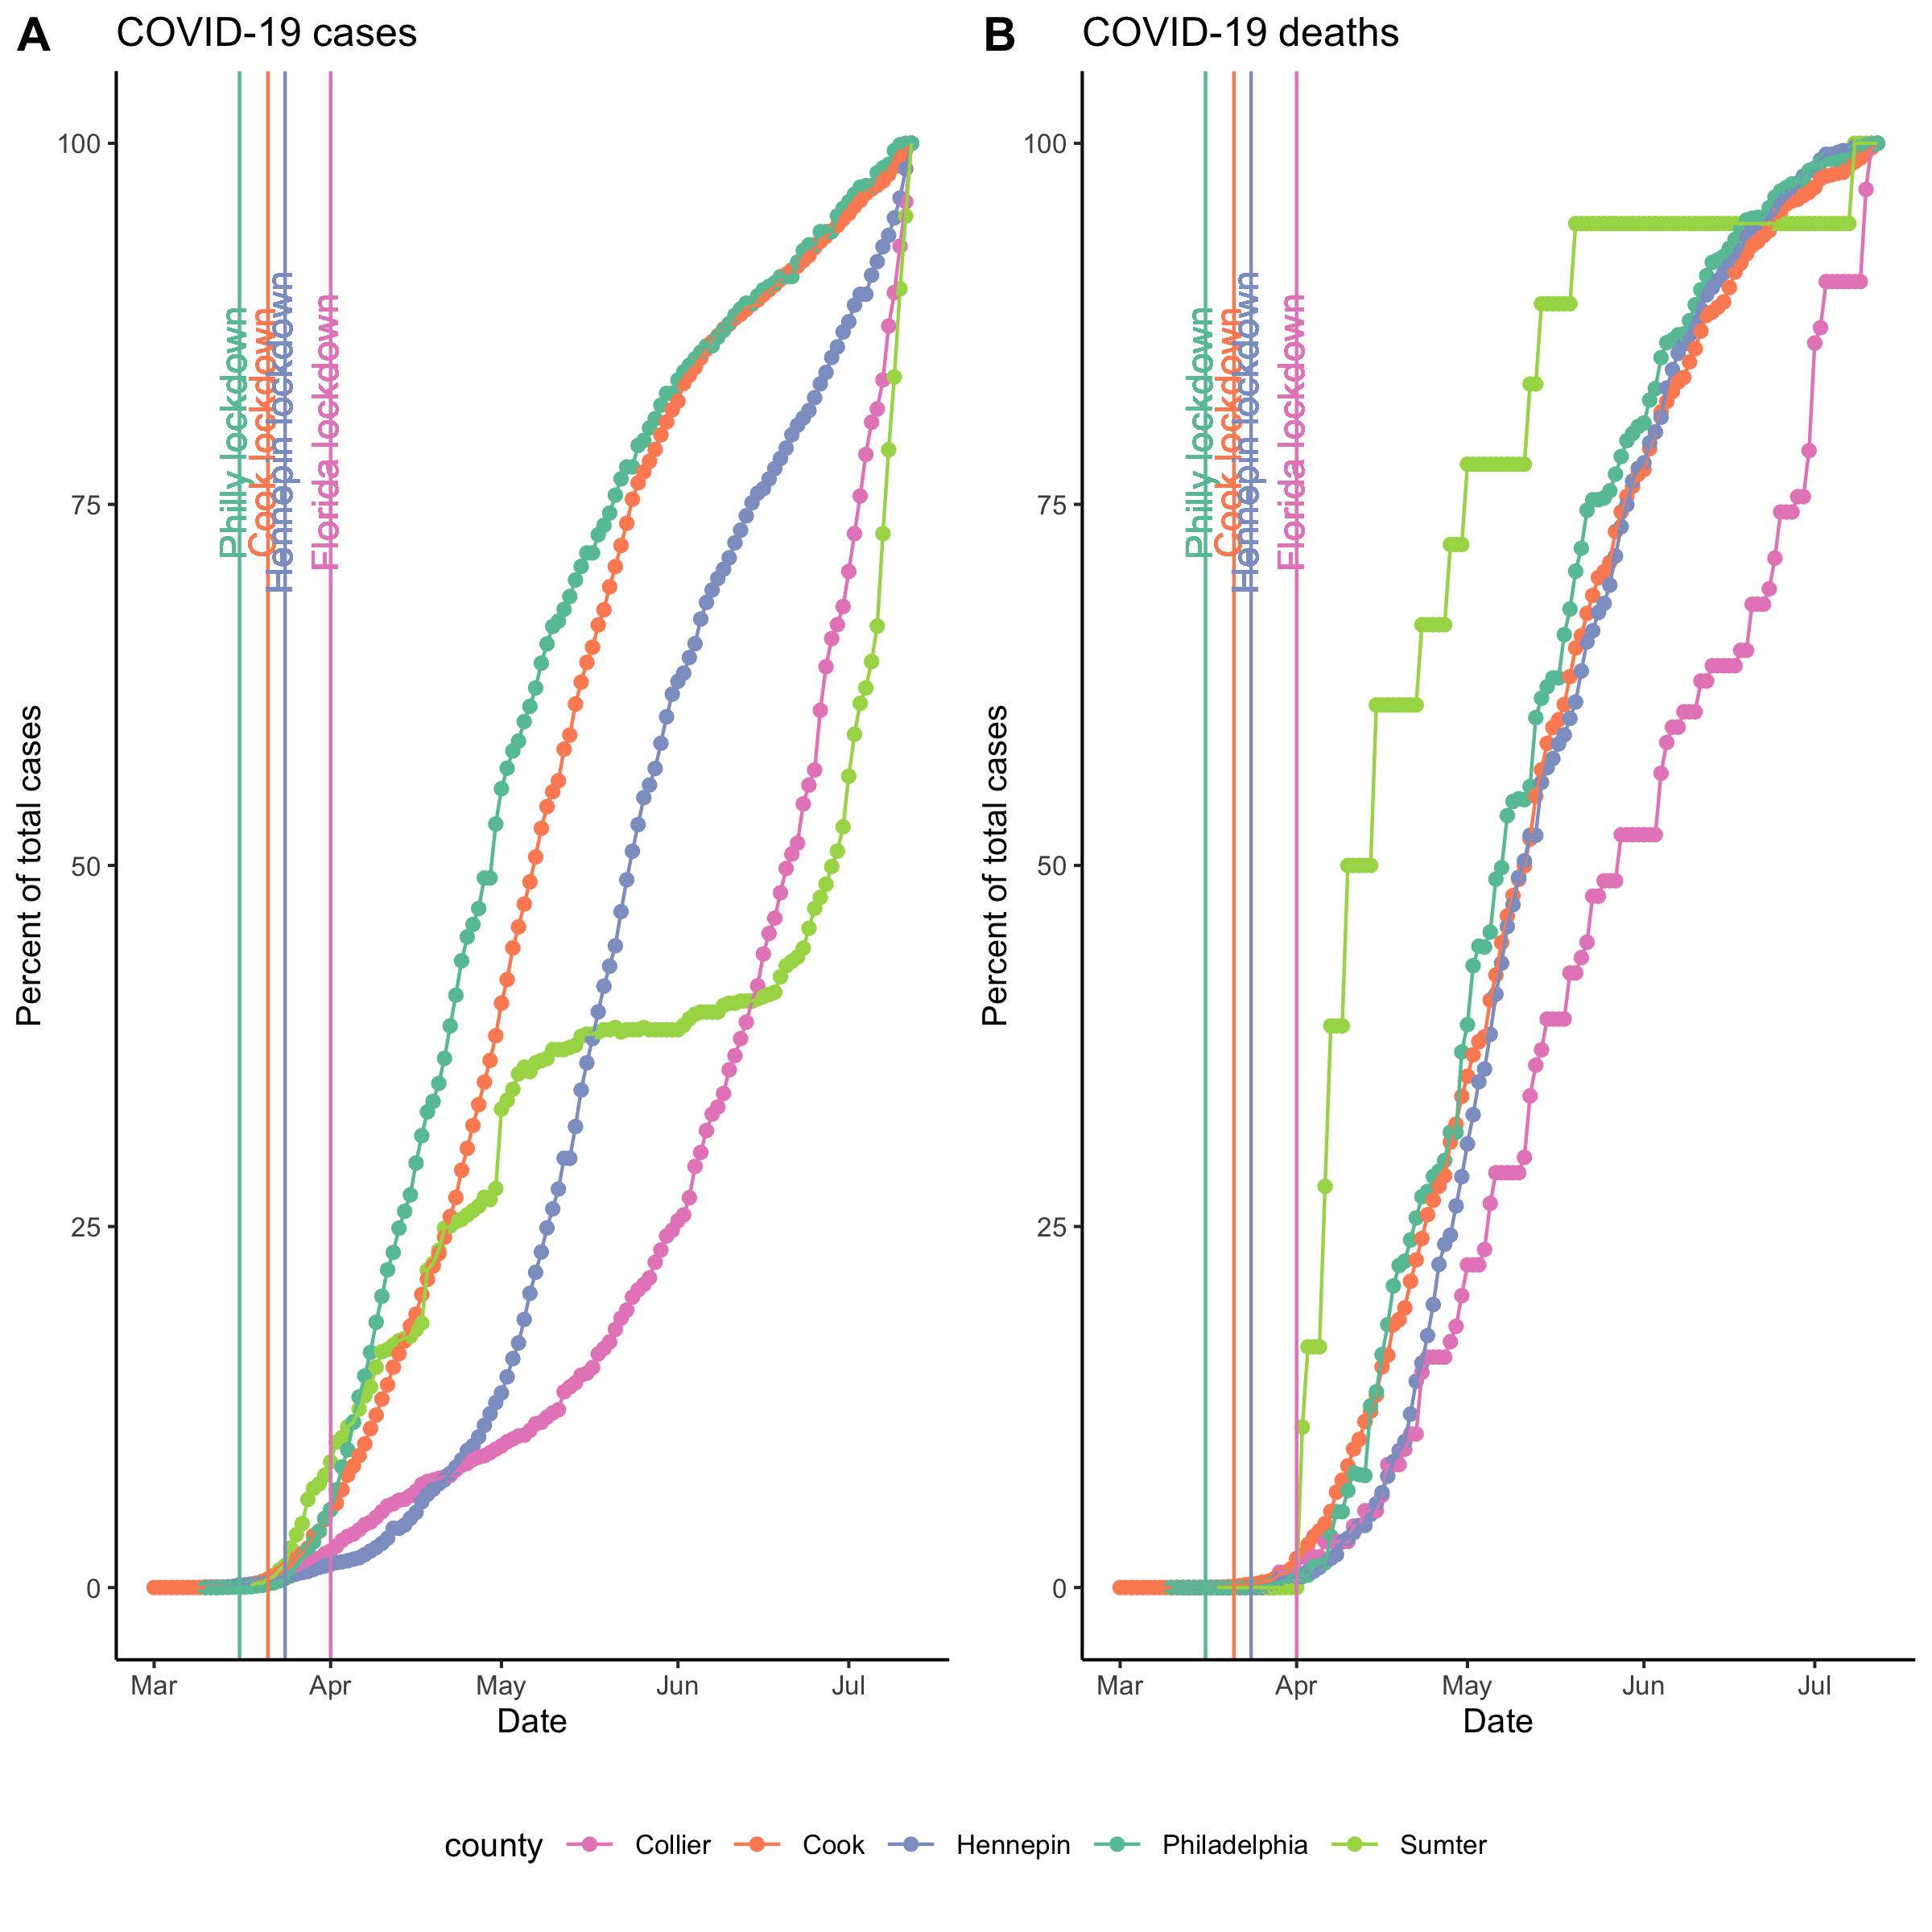 A COVID-19 cases
B COVID-19 deaths
Percent of total cases
100
75
50
25
0
Philly lockdown
Cook lockdown
Hennepin lockdown
Florida lockdown
Mar Apr May Jun Jul
Date
Percent of total cases
100
75
50
25
0
Philly lockdown
Cook lockdown
Hennepin lockdown
Florida lockdown
Mar Apr May Jun Jul
Date
county Collier Cook Hennepin Philadelphia Sumter